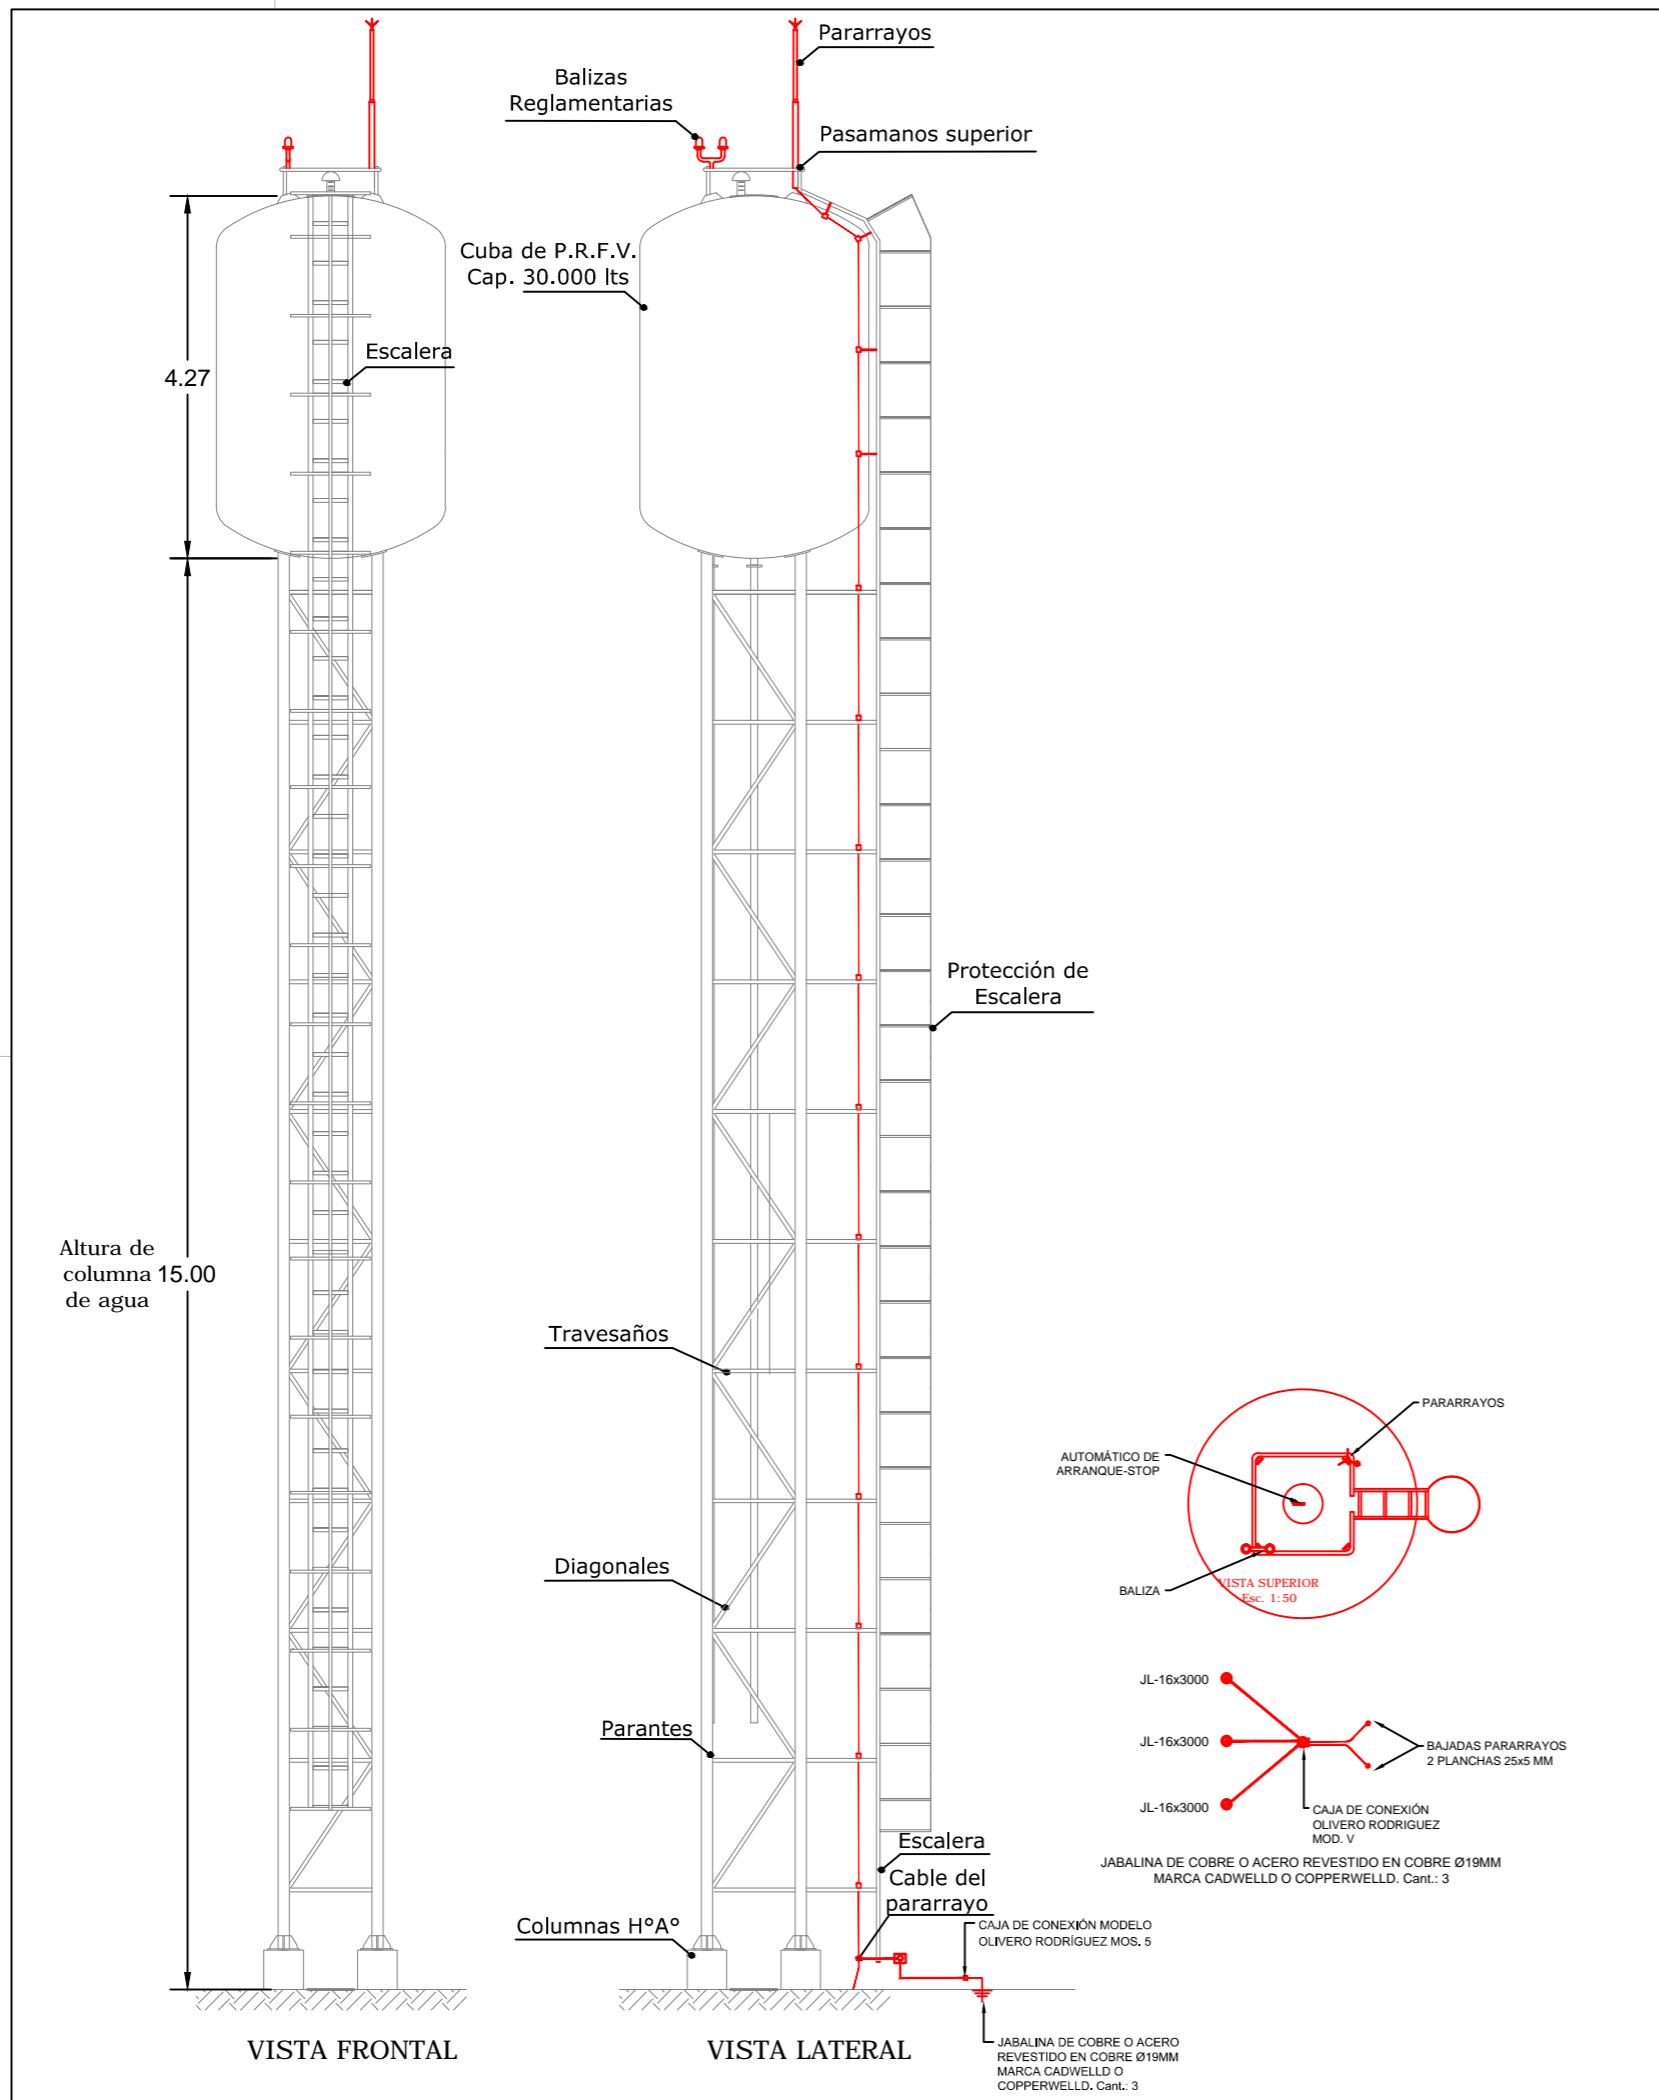 Pararrayos
Balizas
Reglamentarias
Pasamanos superior
Cuba de P.R.F.V.
Cap. 30.000 lts
Escalera
4.27
Protección de
Escalera
Altura de
columna 15.00
de agua
Travesaños
Diagonales
Parantes
Escalera
Cable del
pararrayo
Columnas H°A°
CAJA DE CONEXIÓN MODELO
OLIVERO RODRÍGUEZ MOS. 5
JABALINA DE COBRE O ACERO
REVESTIDO EN COBRE Ø19MM
MARCA CADWELLD O
COPPERWELLD. Cant.: 3
VISTA FRONTAL
VISTA LATERAL
PARARRAYOS
AUTOMÁTICO DE
ARRANQUE-STOP
BALIZA
VISTA SUPERIOR
Esc. 1:50
JL-16x3000
JL-16x3000
JL-16x3000
BAJADAS PARARRAYOS
2 PLANCHAS 25x5 MM
CAJA DE CONEXIÓN
OLIVERO RODRIGUEZ
MOD. V
JABALINA DE COBRE O ACERO REVESTIDO EN COBRE Ø19MM
MARCA CADWELLD O COPPERWELLD. Cant.: 3